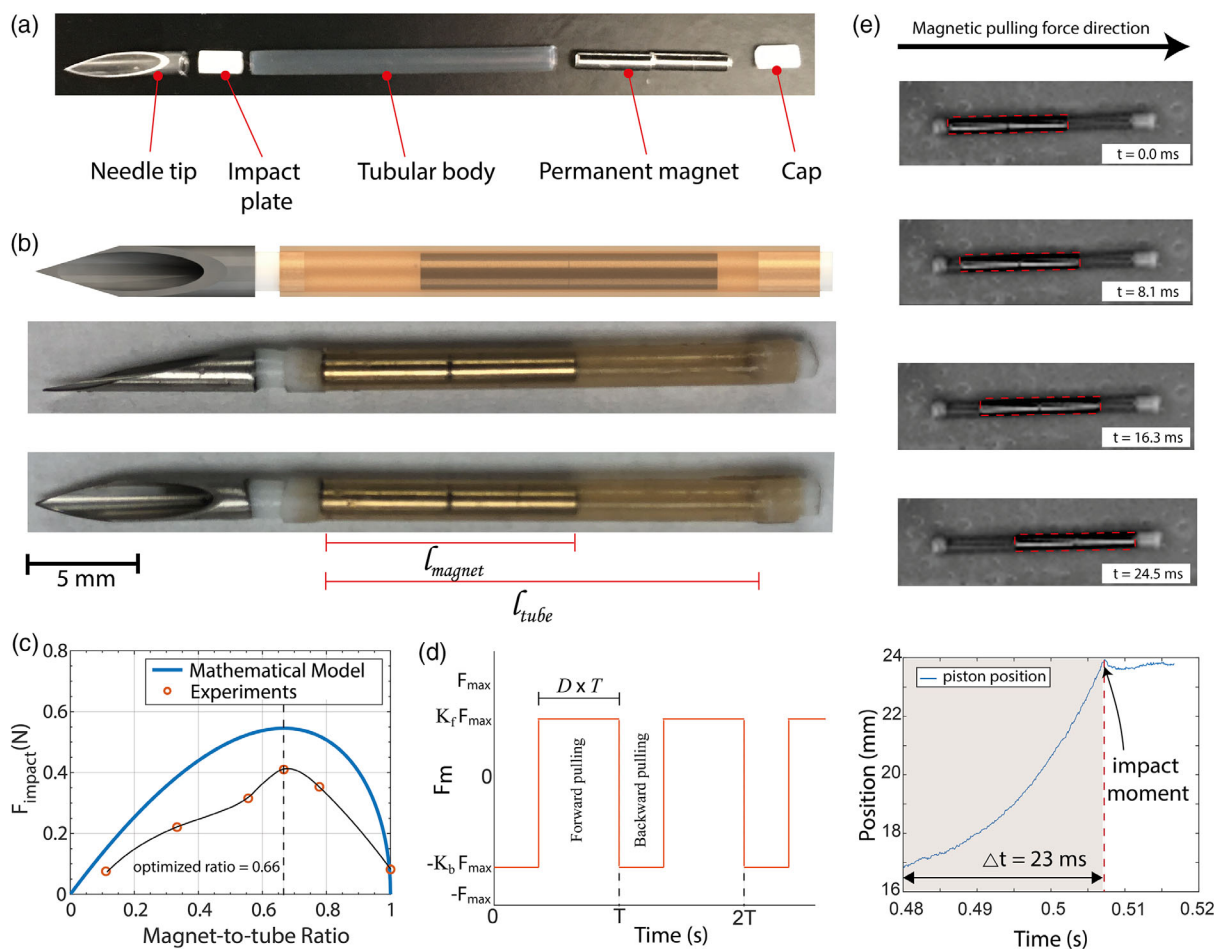 (a)
Needle tip
Impact
plate
Tubular body
Permanent magnet
Cap
(b)
5 mm
l_magnet
l_tube
(c)
0.8
0.6
0.4
0.2
0
F_impact(N)
Mathematical Model
Experiments
optimized ratio = 0.66
0 0.2 0.4 0.6 0.8 1
Magnet-to-tube Ratio
(d)
F_max
K_f F_max
0
-K_b F_max
-F_max
Fm
D x T
Forward pulling
Backward pulling
0 T 2T
Time (s)
(e)
Magnetic pulling force direction
t = 0.0 ms
t = 8.1 ms
t = 16.3 ms
t = 24.5 ms
24
22
20
18
16
Position (mm)
piston position
impact
moment
△t = 23 ms
0.48 0.49 0.5 0.51 0.52
Time (s)